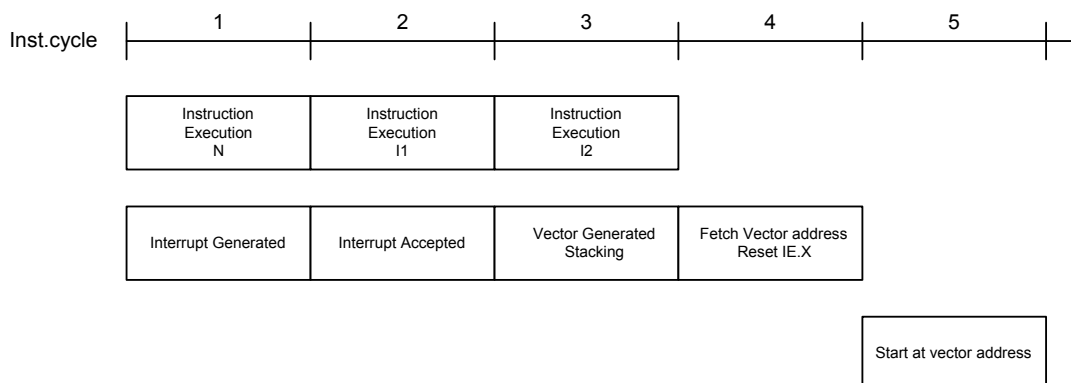 Inst.cycle
1
2
3
4
5
Instruction
Execution
N
Instruction
Execution
I1
Instruction
Execution
I2
Interrupt Generated
Interrupt Accepted
Vector Generated
Stacking
Fetch Vector address
Reset IE.X
Start at vector address